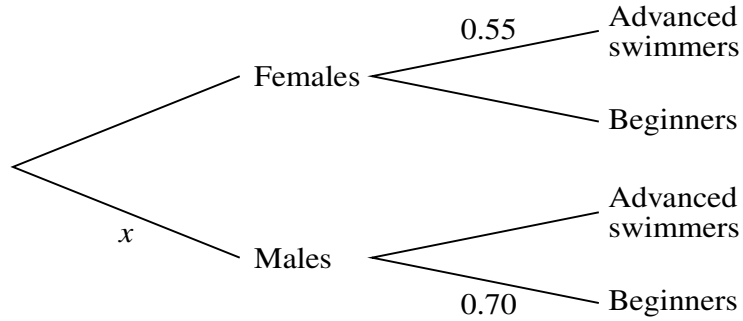 0.55
Advanced
swimmers
Females
Beginners
x
Males
Advanced
swimmers
0.70
Beginners